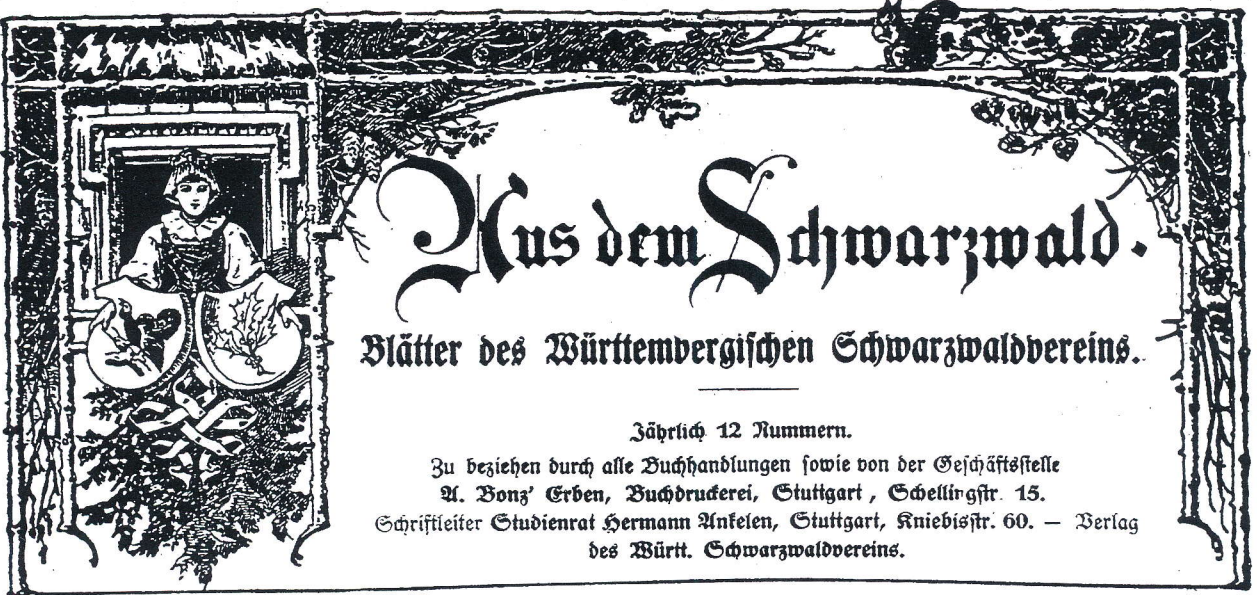 Aus dem Schwarzwald.
Blätter des Württembergischen Schwarzwaldvereins.
Jährlich 12 Nummern.
Zu beziehen durch alle Buchhandlungen sowie von der Geschäftsstelle
A. Bonz' Erben, Buchdruckerei, Stuttgart, Schellingstr. 15.
Schriftleiter Studienrat Hermann Ankelen, Stuttgart, Kniebisstr. 60. — Verlag
des Württ. Schwarzwaldvereins.